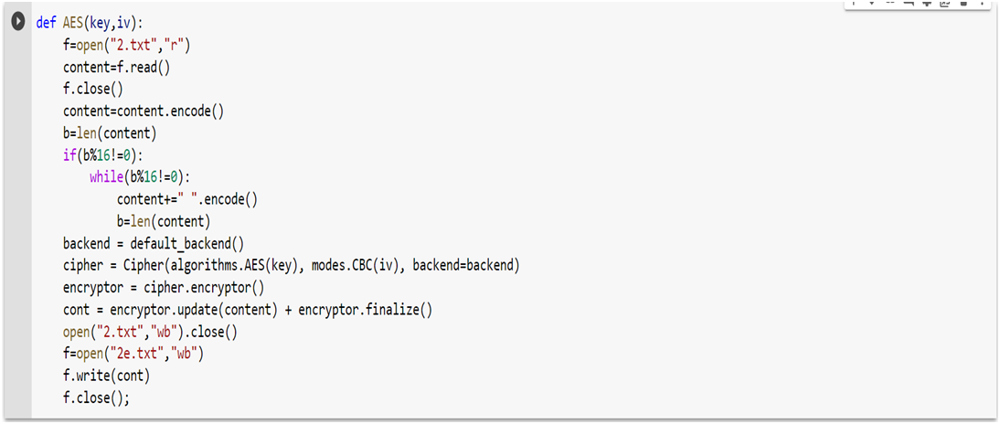 def AES(key,iv):
    f=open("2.txt","r")
    content=f.read()
    f.close()
    content=content.encode()
    b=len(content)
    if(b%16!=0):
        while(b%16!=0):
            content+=" ".encode()
            b=len(content)
    backend = default_backend()
    cipher = Cipher(algorithms.AES(key), modes.CBC(iv), backend=backend)
    encryptor = cipher.encryptor()
    cont = encryptor.update(content) + encryptor.finalize()
    open("2.txt","wb").close()
    f=open("2e.txt","wb")
    f.write(cont)
    f.close();